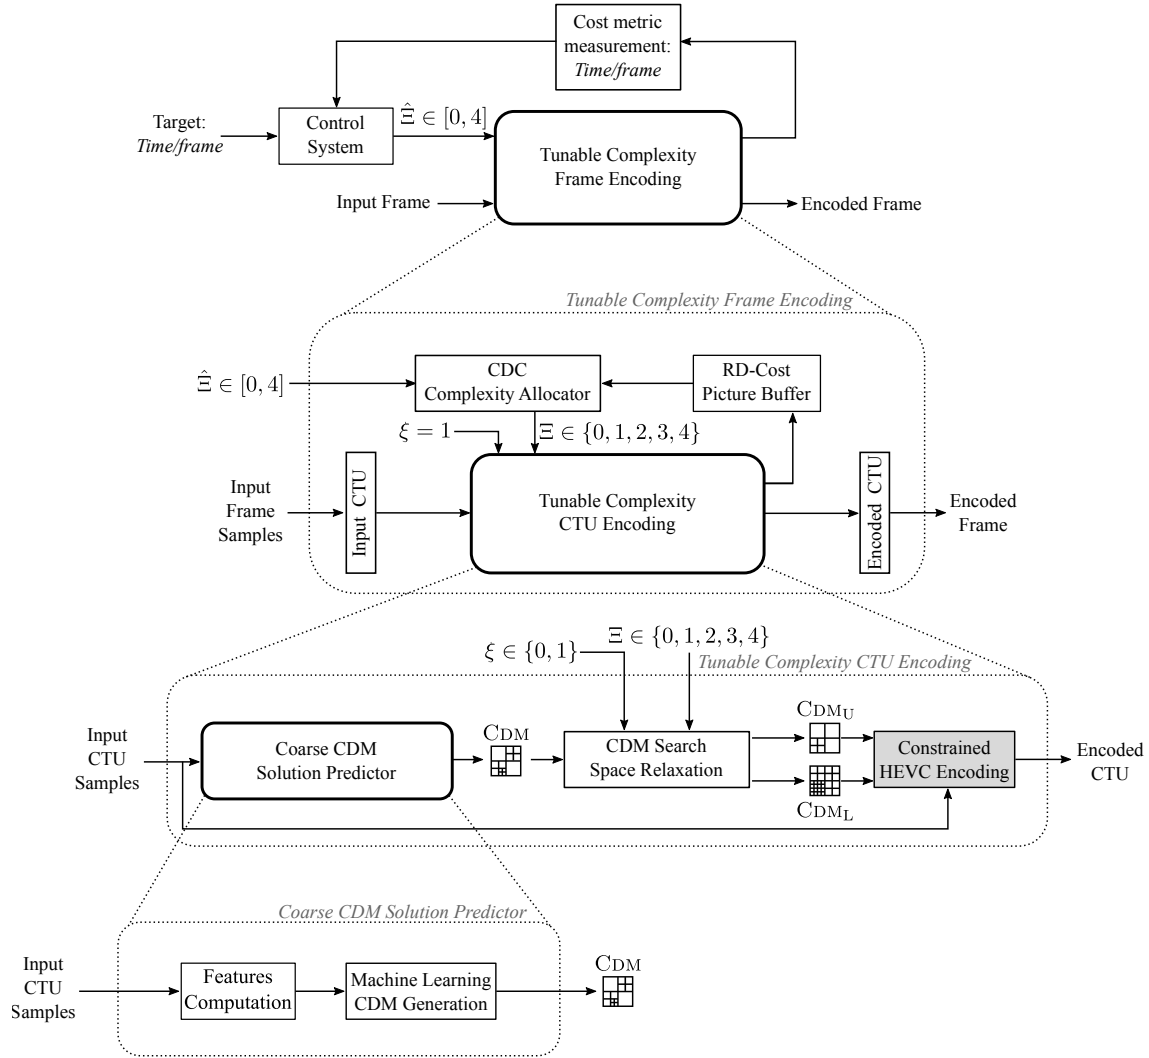 Cost metric
measurement:
Time/frame
Target:
Time/frame
Control
System
Ξ̂ ∈ [0, 4]
Tunable Complexity
Frame Encoding
Input Frame
Encoded Frame
Tunable Complexity Frame Encoding
Ξ̂ ∈ [0, 4]
CDC
Complexity Allocator
RD-Cost
Picture Buffer
ξ = 1
Ξ ∈ {0, 1, 2, 3, 4}
Input
Frame
Samples
Input CTU
Tunable Complexity
CTU Encoding
Encoded CTU
Encoded
Frame
ξ ∈ {0, 1}
Ξ ∈ {0, 1, 2, 3, 4}
Tunable Complexity CTU Encoding
Input
CTU
Samples
Coarse CDM
Solution Predictor
CDM
CDM Search
Space Relaxation
CDM_U
CDM_L
Constrained
HEVC Encoding
Encoded
CTU
Coarse CDM Solution Predictor
Input
CTU
Samples
Features
Computation
Machine Learning
CDM Generation
CDM